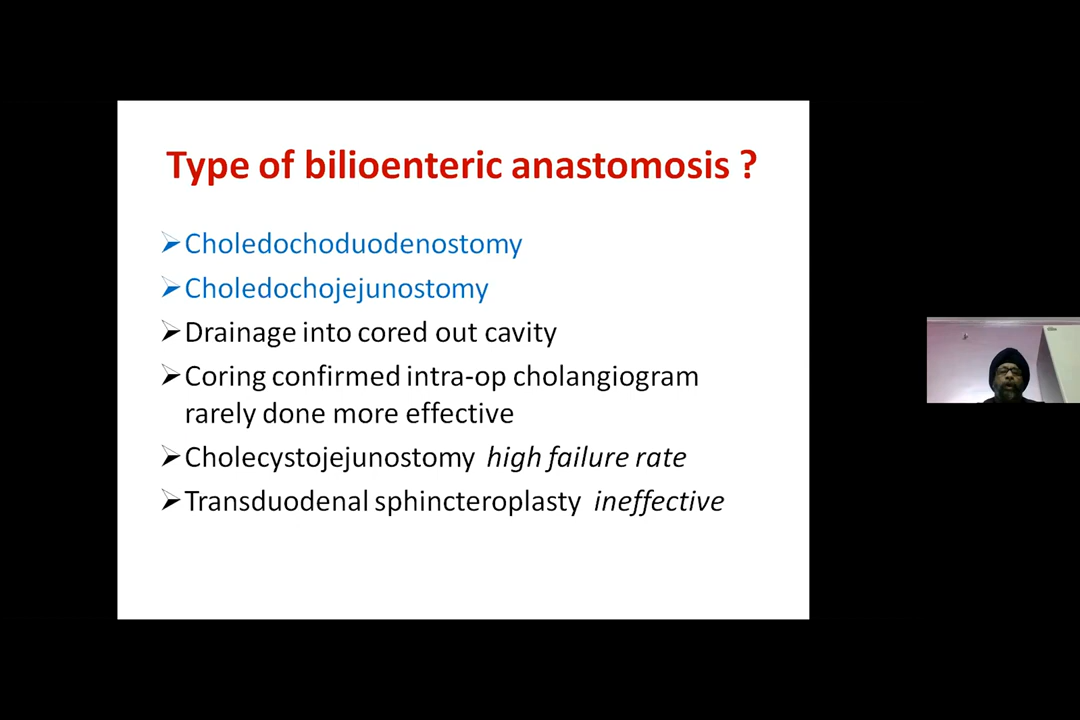 Type of bilioenteric anastomosis ?
➢Choledochoduodenostomy
➢Choledochojejunostomy
➢Drainage into cored out cavity
➢Coring confirmed intra-op cholangiogram
rarely done more effective
➢Cholecystojejunostomy high failure rate
➢Transduodenal sphincteroplasty ineffective